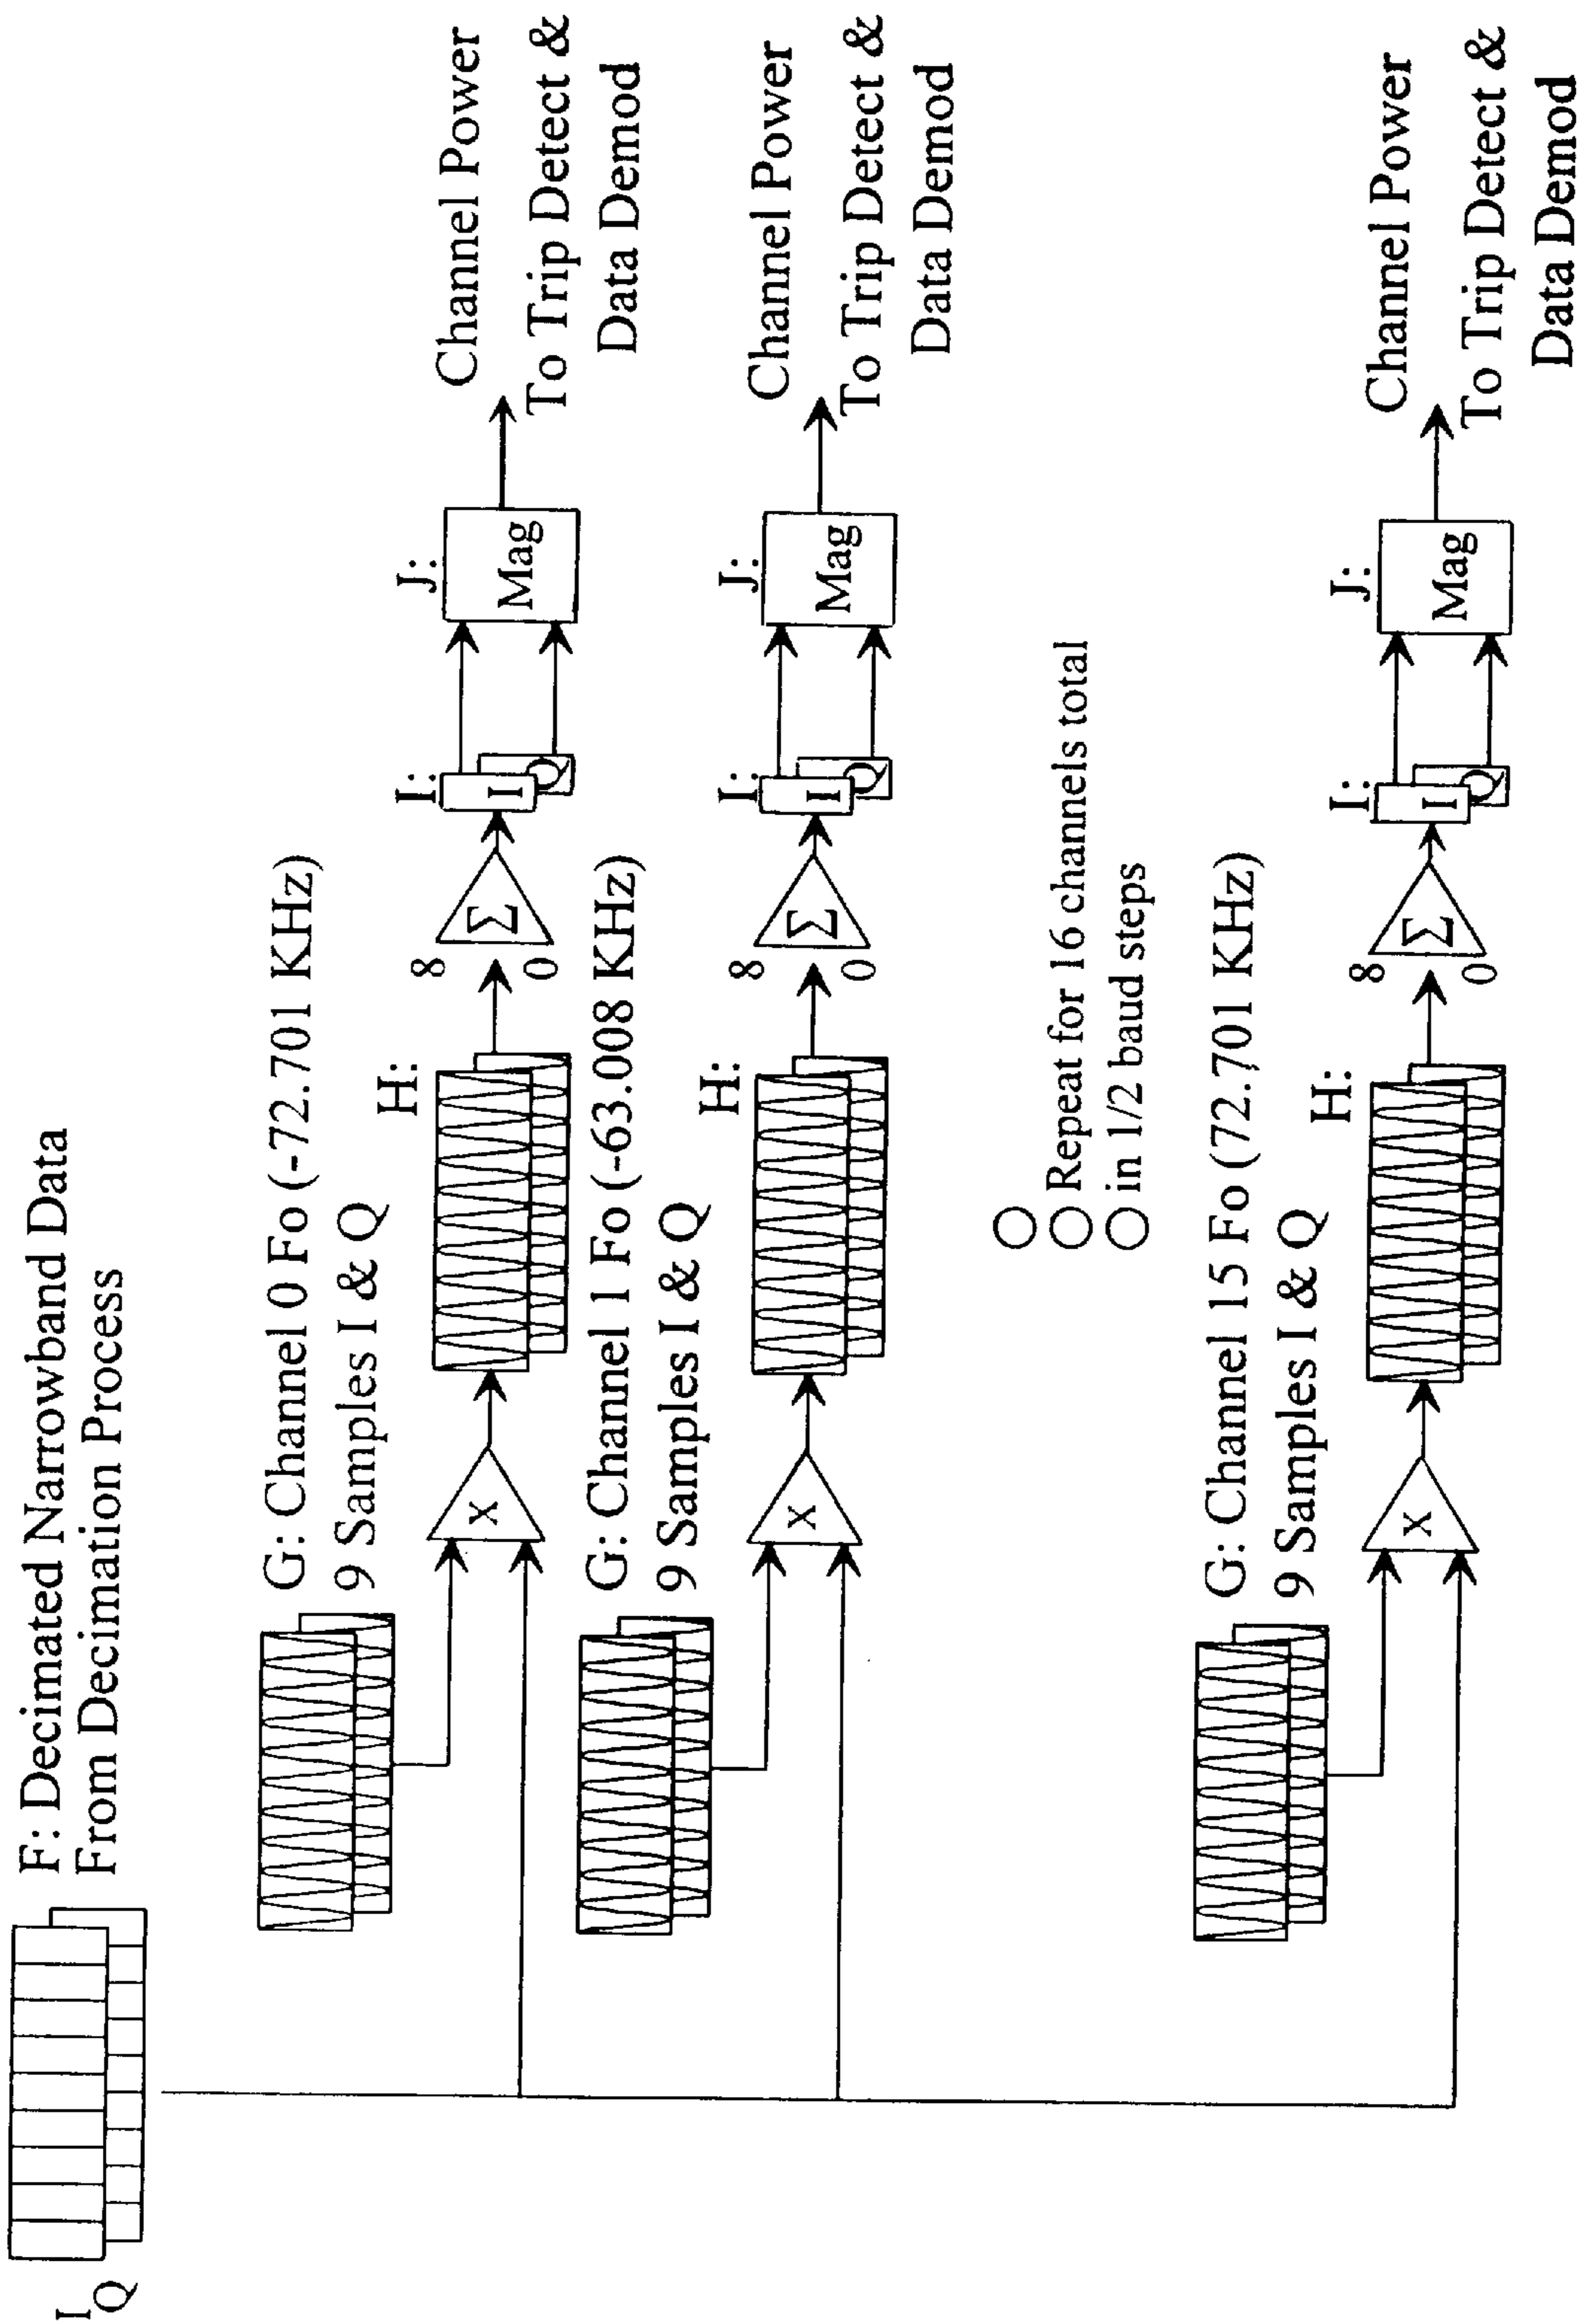 I
Q
F: Decimated Narrowband Data
From Decimation Process
G: Channel 0 Fo (-72.701 KHz)
9 Samples I & Q
X
H:
8
Σ
0
I:
I
Q
J:
Mag
Channel Power
To Trip Detect &
Data Demod
G: Channel 1 Fo (-63.008 KHz)
9 Samples I & Q
X
H:
8
Σ
0
I:
I
Q
J:
Mag
Channel Power
To Trip Detect &
Data Demod
Repeat for 16 channels total
in 1/2 baud steps
G: Channel 15 Fo (72.701 KHz)
9 Samples I & Q
X
H:
8
Σ
0
I:
I
Q
J:
Mag
Channel Power
To Trip Detect &
Data Demod